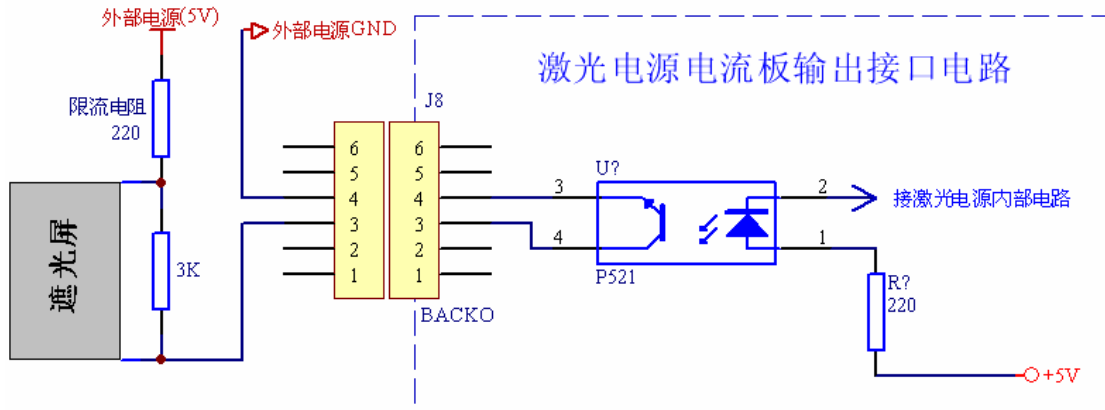 外部电源(5V)
外部电源GND
激光电源电流板输出接口电路
限流电阻
220
J8
6
5
4
3
2
1
6
5
4
3
2
1
BACKO
遮光屏
3K
U?
3
4
P521
2
1
接激光电源内部电路
R?
220
+5V